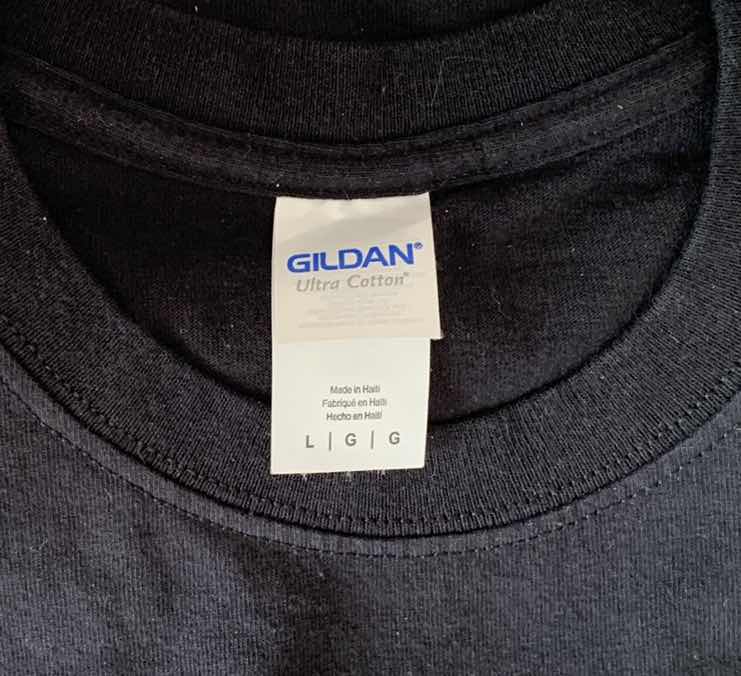 GILDAN®
Ultra Cotton®
Made in Haiti
Fabriqué en Haïti
Hecho en Haití
L | G | G